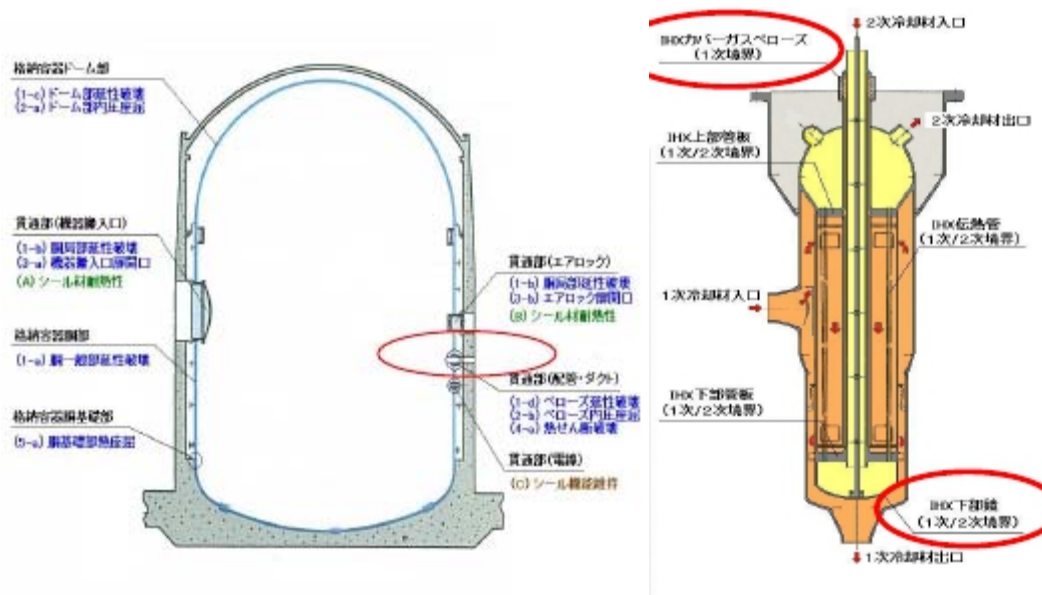 格納容器ドーム部
(1-c) ドーム部延性破壊
(2-a) ドーム部内圧座屈
貫通部(機器搬入口)
(1-b) 胴局部延性破壊
(3-a) 機器搬入口扉開口
(A) シール材耐熱性
格納容器胴部
(1-a) 胴一般部延性破壊
格納容器胴基礎部
(5-a) 胴基礎部熱座屈
貫通部(エアロック)
(1-b) 胴局部延性破壊
(3-b) エアロック扉開口
(B) シール材耐熱性
貫通部(配管・ダクト)
(1-d) ベローズ延性破壊
(2-b) ベローズ内圧座屈
(4-a) 熱せん断破壊
貫通部(電線)
(C) シール機能維持
IHXカバーガスベローズ
(1次境界)
2次冷却材入口
2次冷却材出口
IHX上部管板
(1次/2次境界)
IHX伝熱管
(1次/2次境界)
1次冷却材入口
IHX下部管板
(1次/2次境界)
IHX下部鏡
(1次/2次境界)
1次冷却材出口